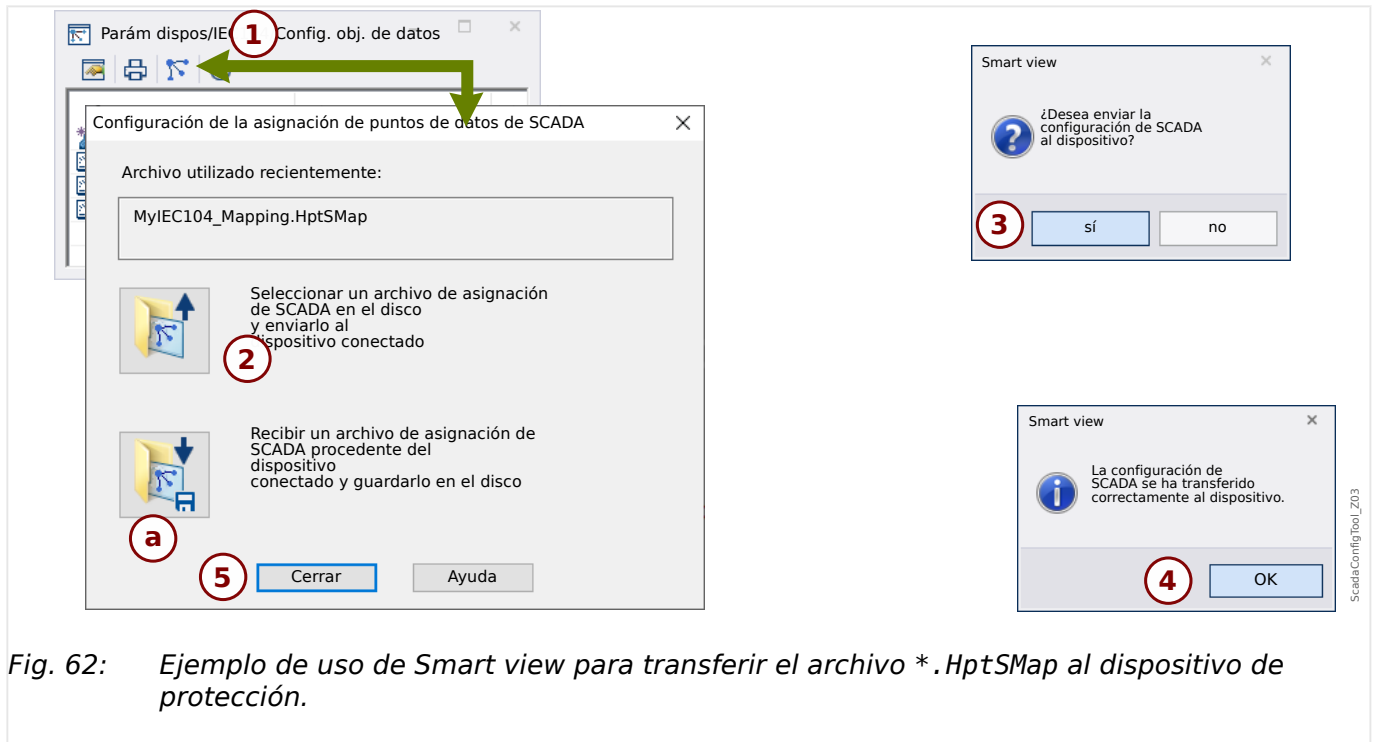 Parám dispos/IE
1
Config. obj. de datos
Configuración de la asignación de puntos de datos de SCADA
Archivo utilizado recientemente:
MyIEC104_Mapping.HptSMap
Seleccionar un archivo de asignación
de SCADA en el disco
y enviarlo al
dispositivo conectado
2
Recibir un archivo de asignación de
SCADA procedente del
dispositivo
conectado y guardarlo en el disco
a
5
Cerrar
Ayuda
Smart view
¿Desea enviar la
configuración de SCADA
al dispositivo?
3
sí
no
Smart view
La configuración de
SCADA se ha transferido
correctamente al dispositivo.
4
OK
ScadaConfigTool_Z03
Fig. 62: Ejemplo de uso de Smart view para transferir el archivo *.HptSMap al dispositivo de
protección.